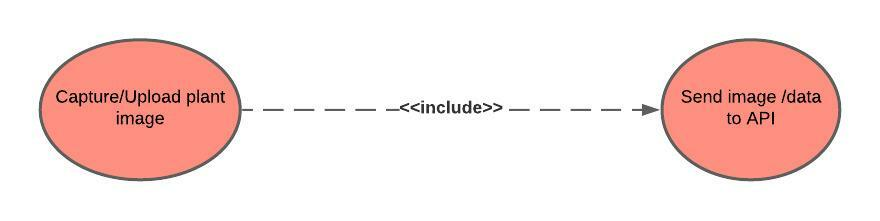 Capture/Upload plant
image
<<include>>
Send image /data
to API